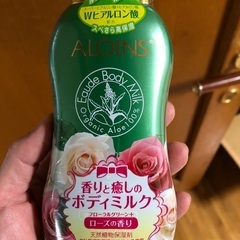 Wヒアルロン酸
すべすべ高保湿
ALOINS
Eaude Body Milk
Organic Aloe 100%
香りと癒しの
ボディミルク
フローラル&グリーン+
ローズの香り
天然植物保湿剤